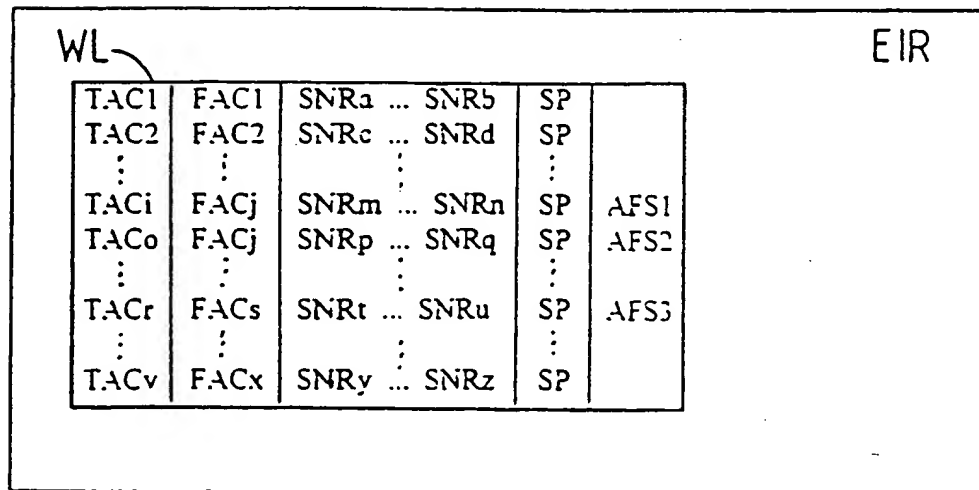 WL EIR
TAC1 FAC1 SNRa ... SNRb SP
TAC2 FAC2 SNRc ... SNRd SP
TACi FACj SNRm ... SNRn SP AFS1
TACo FACj SNRp ... SNRq SP AFS2
TACr FACs SNRt ... SNRu SP AFS3
TACv FACx SNRy ... SNRz SP